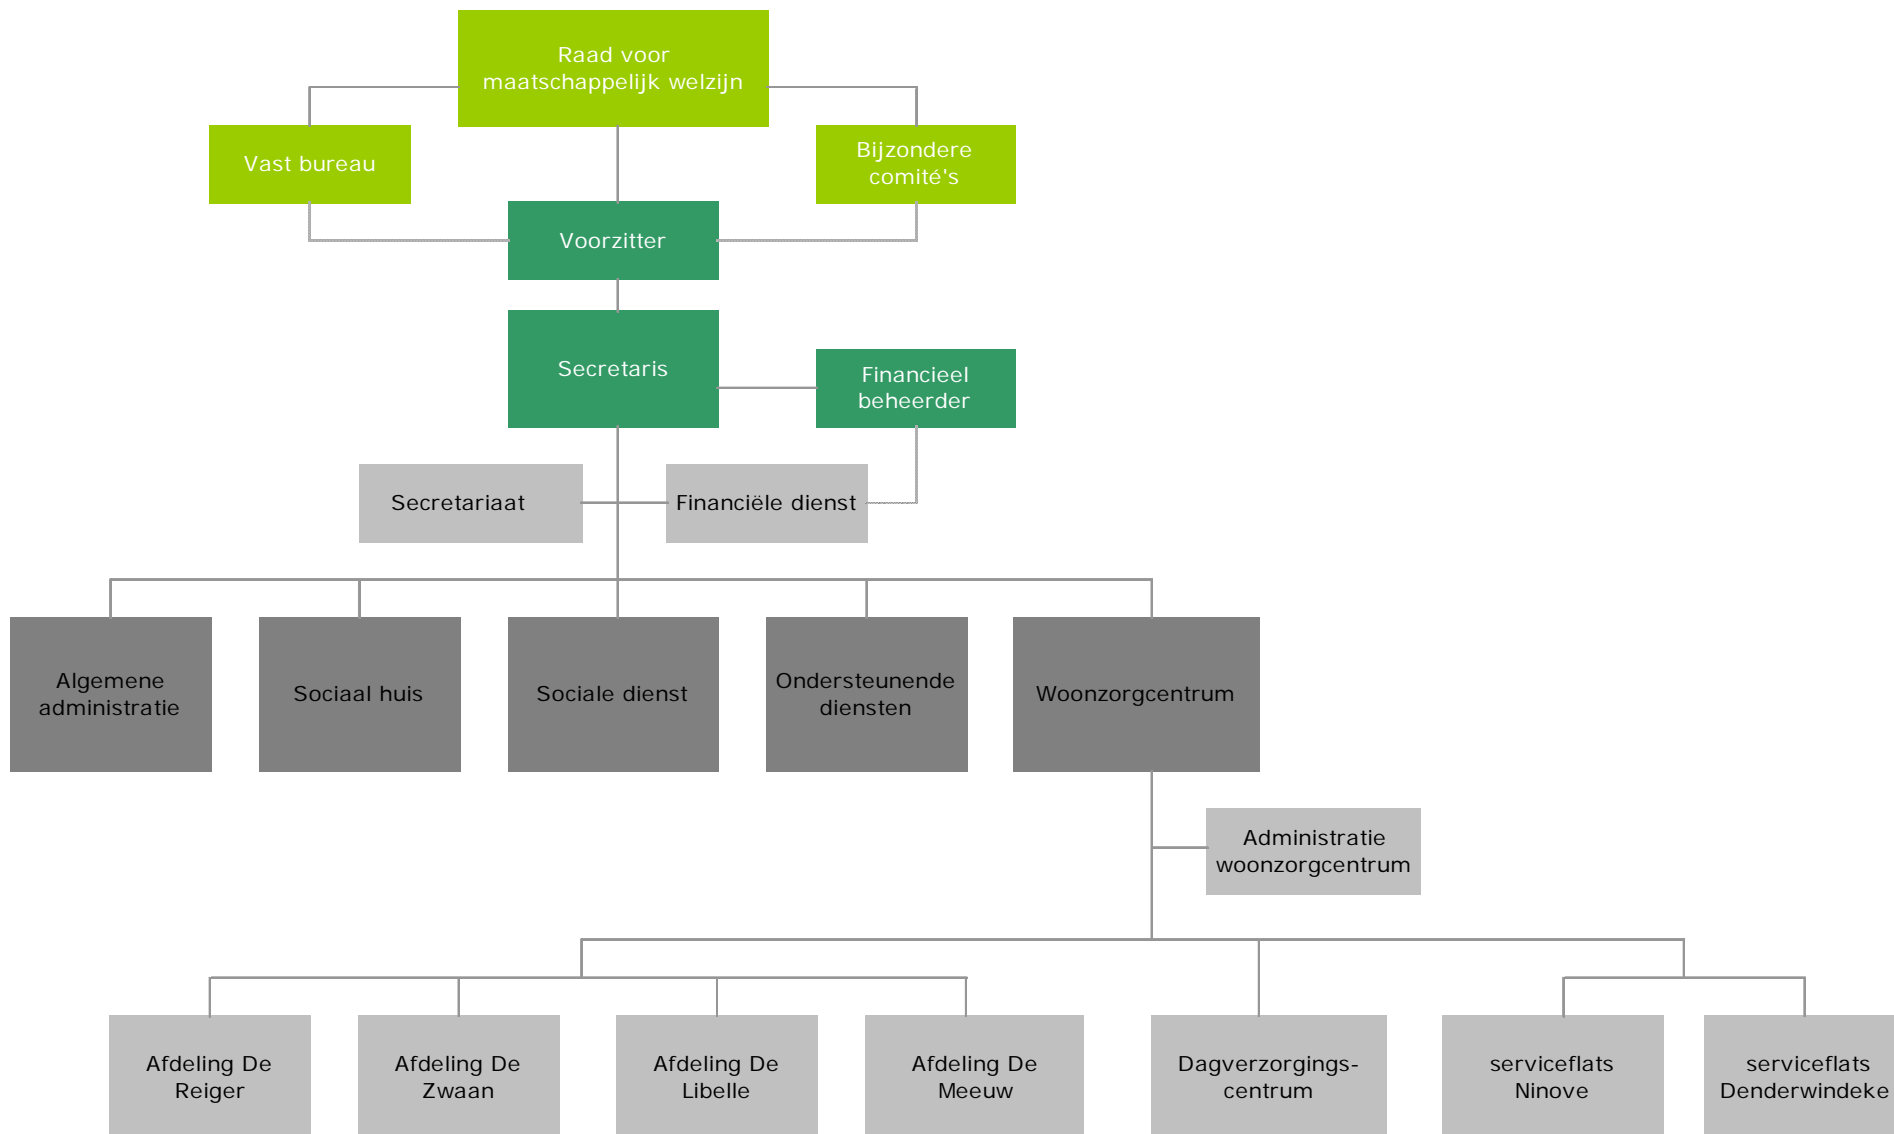 Raad voor
maatschappelijk welzijn
Vast bureau
Bijzondere
comité's
Voorzitter
Secretaris
Financieel
beheerder
Secretariaat
Financiële dienst
Algemene
administratie
Sociaal huis
Sociale dienst
Ondersteunende
diensten
Woonzorgcentrum
Administratie
woonzorgcentrum
Afdeling De
Reiger
Afdeling De
Zwaan
Afdeling De
Libelle
Afdeling De
Meeuw
Dagverzorgings-
centrum
serviceflats
Ninove
serviceflats
Denderwindeke